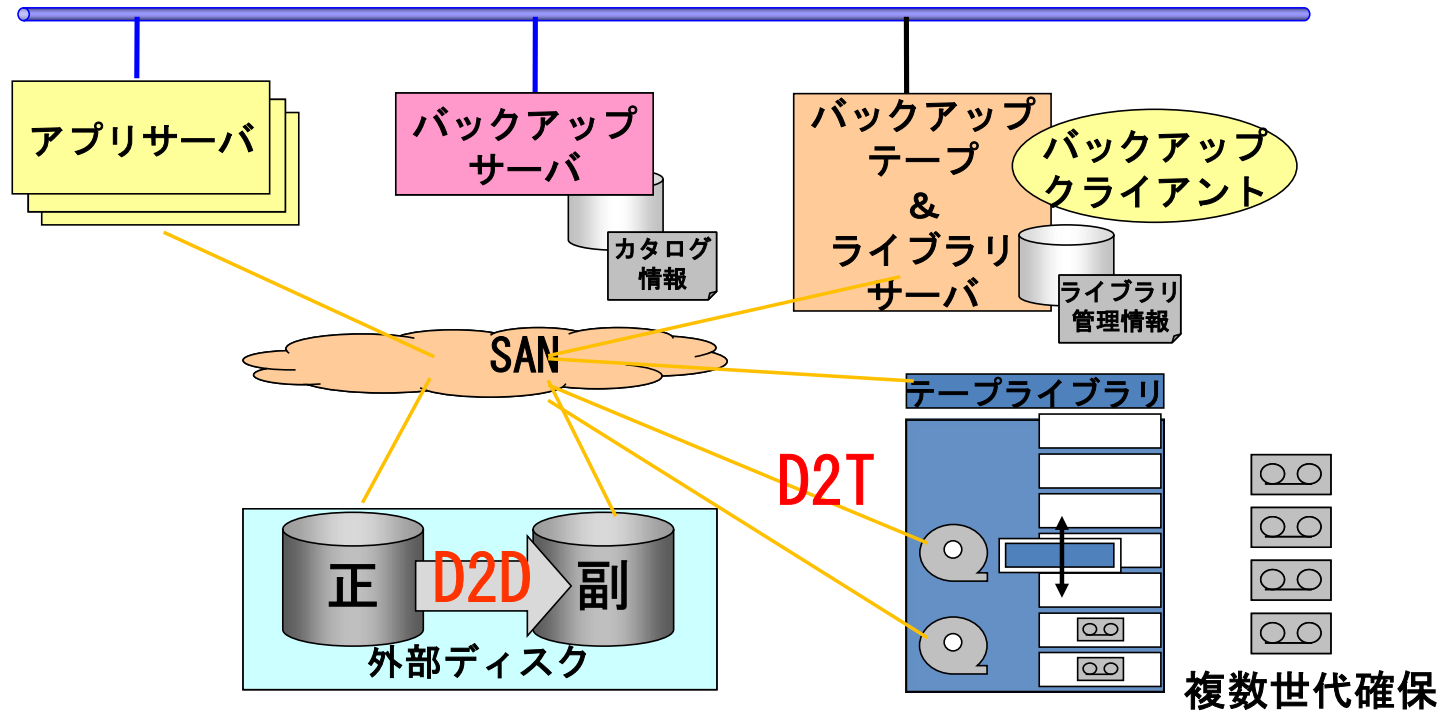 アプリサーバ
バックアップ
サーバ
カタログ
情報
バックアップ
テープ
&
ライブラリ
サーバ
バックアップ
クライアント
ライブラリ
管理情報
SAN
テープライブラリ
D2T
正
D2D
副
外部ディスク
複数世代確保